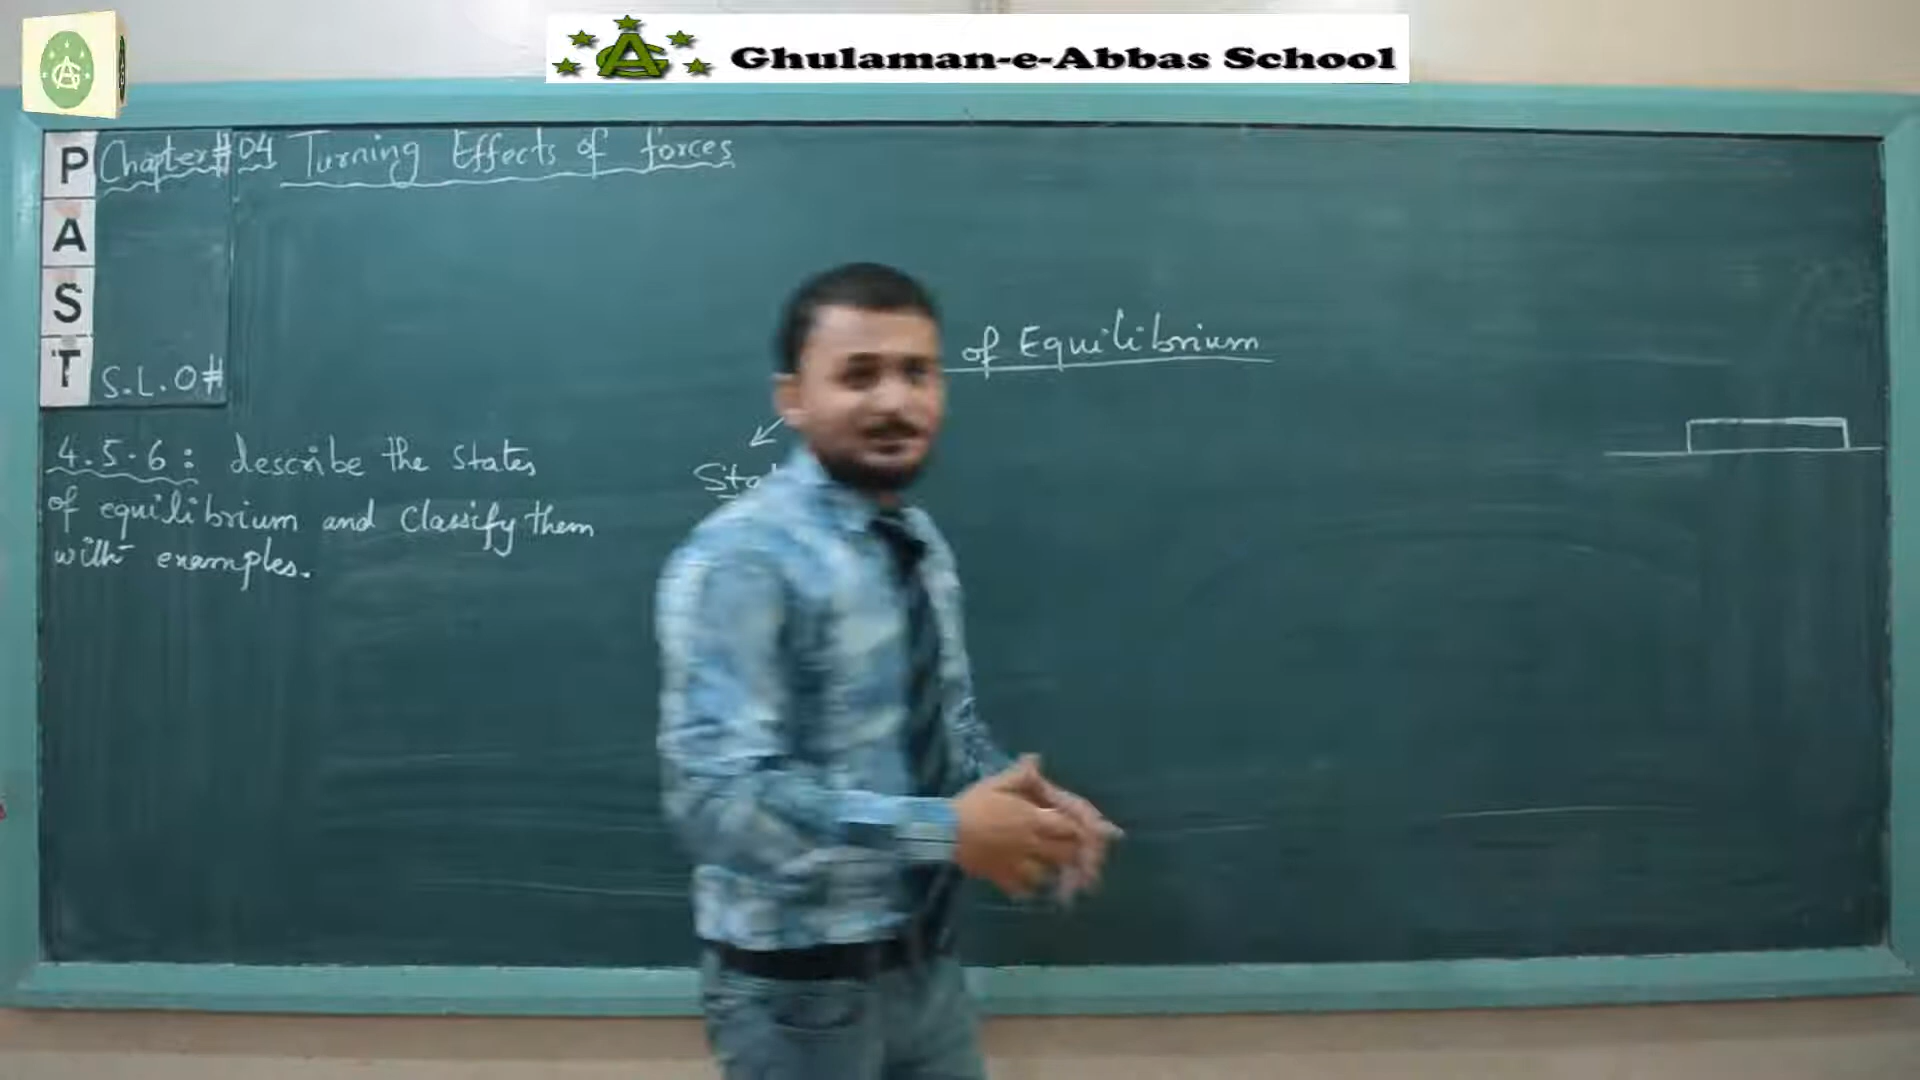 Ghulaman-e-Abbas School
P
A
S
T
Chapter# 04 Turning Effects of forces
S.L.O#
of Equilibrium
4.5.6: describe the states
of equilibrium and classify them
with examples.
Sta